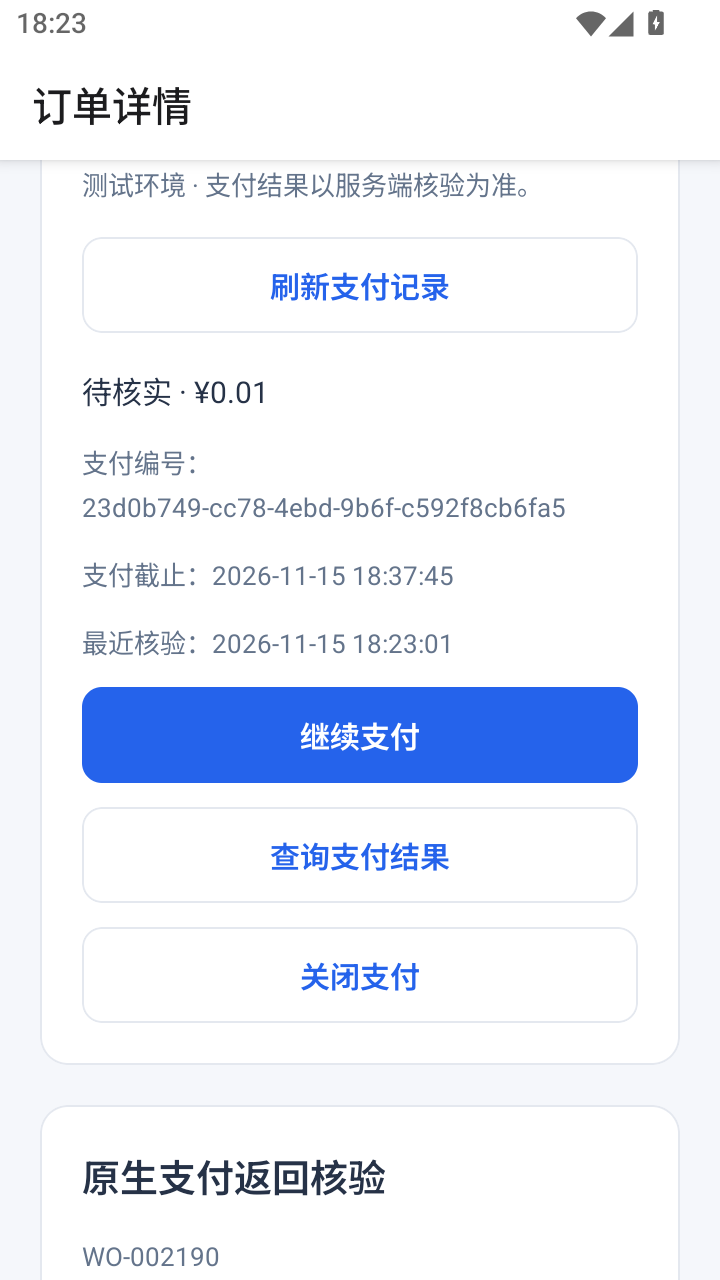 18:23
订单详情
测试环境 · 支付结果以服务端核验为准。
刷新支付记录
待核实 · ¥0.01
支付编号：
23d0b749-cc78-4ebd-9b6f-c592f8cb6fa5
支付截止：2026-11-15 18:37:45
最近核验：2026-11-15 18:23:01
继续支付
查询支付结果
关闭支付
原生支付返回核验
WO-002190